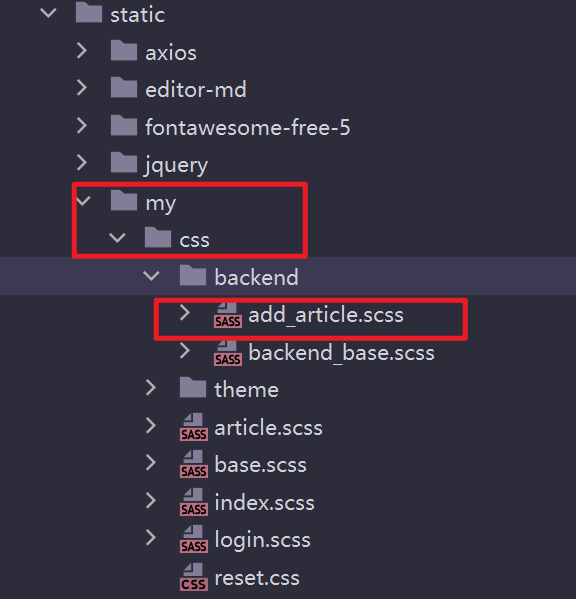 static
axios
editor-md
fontawesome-free-5
jquery
my
css
backend
SASS add_article.scss
SASS backend_base.scss
theme
SASS article.scss
SASS base.scss
SASS index.scss
SASS login.scss
CSS reset.css